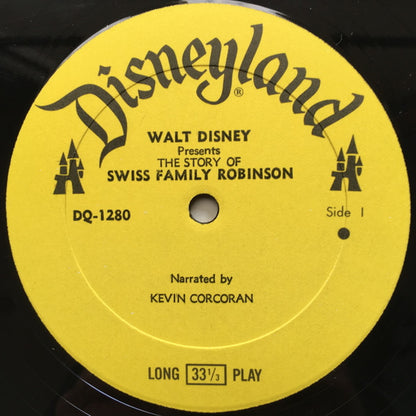 Disneyland®
WALT DISNEY
Presents
THE STORY OF
SWISS FAMILY ROBINSON
DQ-1280
Side 1
Narrated by
KEVIN CORCORAN
LONG 33⅓ PLAY